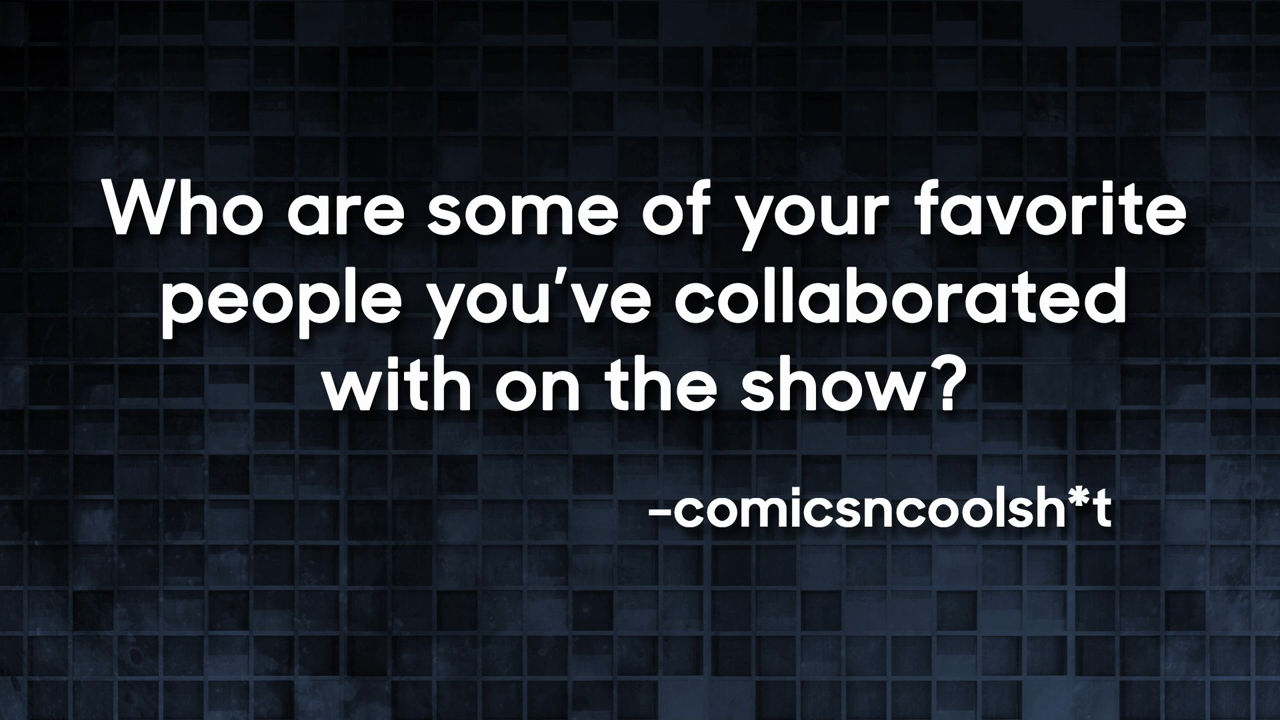 Who are some of your favorite
people you’ve collaborated
with on the show?
–comicsncoolsh*t